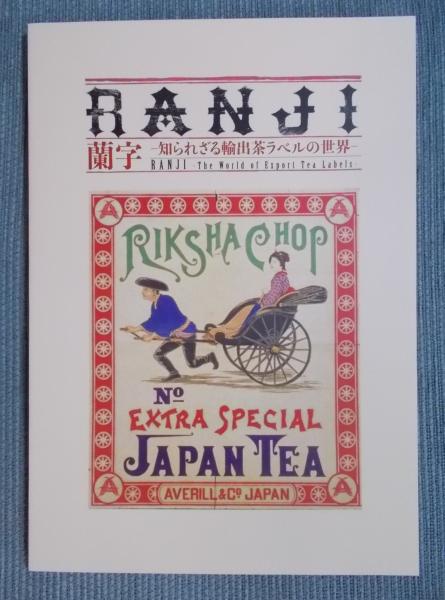 RANJI
蘭字 -知られざる輸出茶ラベルの世界-
RANJI -The World of Export Tea Labels-
A A
RIKSHA CHOP
No
EXTRA SPECIAL
JAPAN TEA
A (AVERILL & Co JAPAN) A